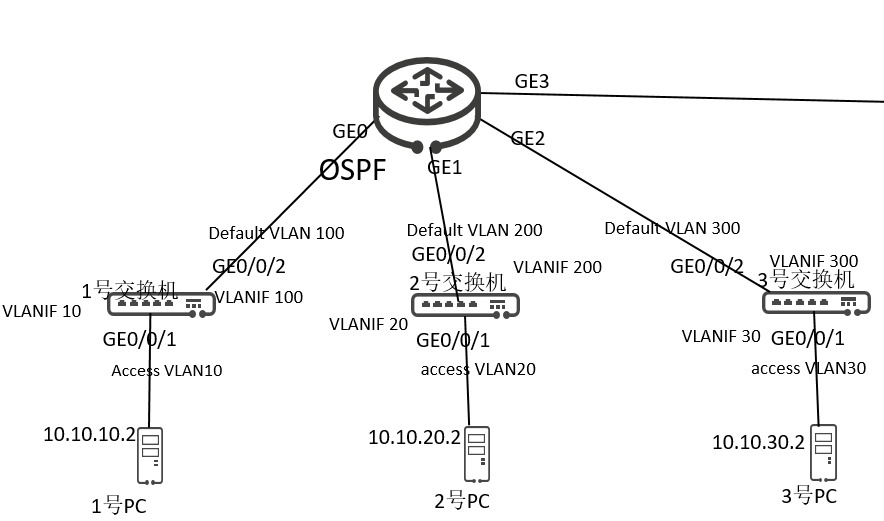 GE3
GE0
GE2
OSPF
GE1
Default VLAN 100
Default VLAN 200
Default VLAN 300
GE0/0/2
GE0/0/2
GE0/0/2
VLANIF 200
VLANIF 300
1号交换机
2号交换机
3号交换机
VLANIF 10
VLANIF 100
VLANIF 20
VLANIF 30
GE0/0/1
GE0/0/1
GE0/0/1
Access VLAN10
access VLAN20
access VLAN30
10.10.10.2
10.10.20.2
10.10.30.2
1号PC
2号PC
3号PC